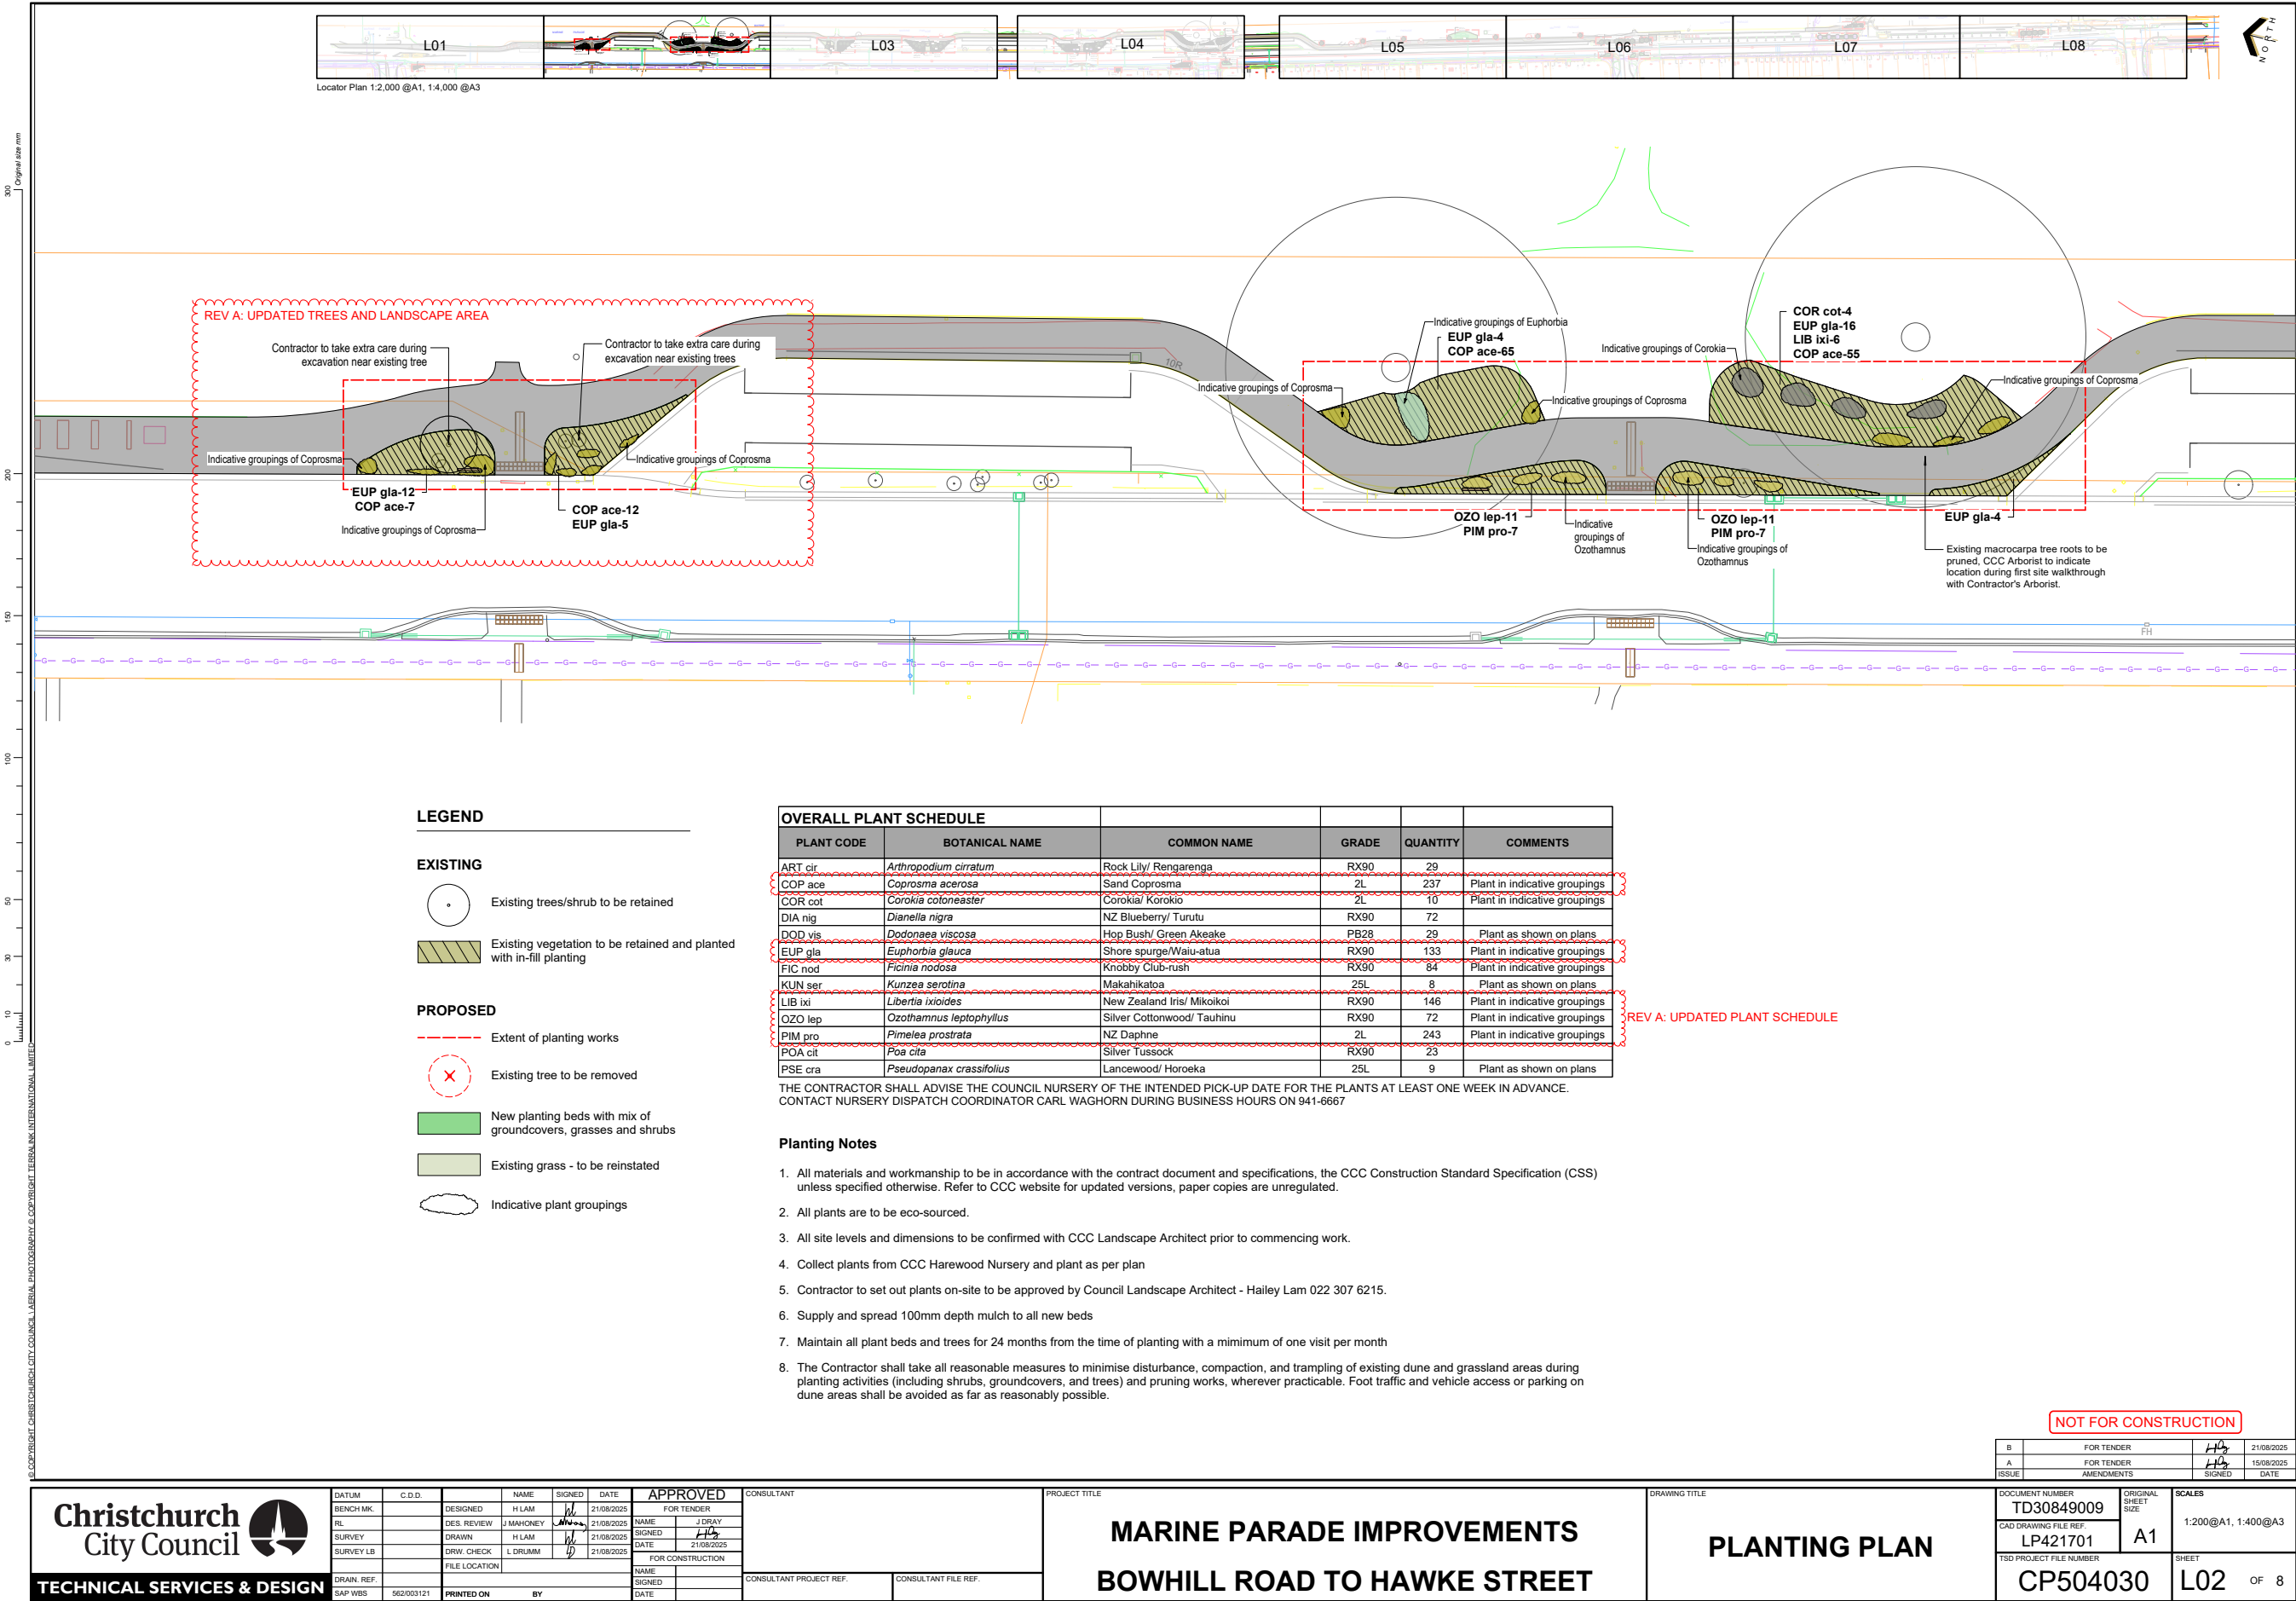 L01
L03
L04
L05
L06
L07
L08
NORTH
Locator Plan 1:2,000 @A1, 1:4,000 @A3
Original size mm
300
200
150
100
50
30
10
0
REV A: UPDATED TREES AND LANDSCAPE AREA
Contractor to take extra care during
excavation near existing tree
Contractor to take extra care during
excavation near existing trees
Indicative groupings of Coprosma
Indicative groupings of Coprosma
EUP gla-12
COP ace-7
Indicative groupings of Coprosma
COP ace-12
EUP gla-5
10R
Indicative groupings of Euphorbia
EUP gla-4
COP ace-65
Indicative groupings of Coprosma
Indicative groupings of Coprosma
Indicative groupings of Corokia
COR cot-4
EUP gla-16
LIB ixi-6
COP ace-55
Indicative groupings of Coprosma
OZO lep-11
PIM pro-7
Indicative
groupings of
Ozothamnus
OZO lep-11
PIM pro-7
Indicative groupings of
Ozothamnus
EUP gla-4
Existing macrocarpa tree roots to be
pruned, CCC Arborist to indicate
location during first site walkthrough
with Contractor's Arborist.
FH
LEGEND
EXISTING
Existing trees/shrub to be retained
Existing vegetation to be retained and planted
with in-fill planting
PROPOSED
Extent of planting works
Existing tree to be removed
New planting beds with mix of
groundcovers, grasses and shrubs
Existing grass - to be reinstated
Indicative plant groupings
OVERALL PLANT SCHEDULE
PLANT CODE BOTANICAL NAME COMMON NAME GRADE QUANTITY COMMENTS
ART cir Arthropodium cirratum Rock Lily/ Rengarenga RX90 29
COP ace Coprosma acerosa Sand Coprosma 2L 237 Plant in indicative groupings
COR cot Corokia cotoneaster Corokia/ Korokio 2L 10 Plant in indicative groupings
DIA nig Dianella nigra NZ Blueberry/ Turutu RX90 72
DOD vis Dodonaea viscosa Hop Bush/ Green Akeake PB28 29 Plant as shown on plans
EUP gla Euphorbia glauca Shore spurge/Waiu-atua RX90 133 Plant in indicative groupings
FIC nod Ficinia nodosa Knobby Club-rush RX90 84 Plant in indicative groupings
KUN ser Kunzea serotina Makahikatoa 25L 8 Plant as shown on plans
LIB ixi Libertia ixioides New Zealand Iris/ Mikoikoi RX90 146 Plant in indicative groupings
OZO lep Ozothamnus leptophyllus Silver Cottonwood/ Tauhinu RX90 72 Plant in indicative groupings
PIM pro Pimelea prostrata NZ Daphne 2L 243 Plant in indicative groupings
POA cit Poa cita Silver Tussock RX90 23
PSE cra Pseudopanax crassifolius Lancewood/ Horoeka 25L 9 Plant as shown on plans
REV A: UPDATED PLANT SCHEDULE
THE CONTRACTOR SHALL ADVISE THE COUNCIL NURSERY OF THE INTENDED PICK-UP DATE FOR THE PLANTS AT LEAST ONE WEEK IN ADVANCE.
CONTACT NURSERY DISPATCH COORDINATOR CARL WAGHORN DURING BUSINESS HOURS ON 941-6667
Planting Notes
1. All materials and workmanship to be in accordance with the contract document and specifications, the CCC Construction Standard Specification (CSS)
unless specified otherwise. Refer to CCC website for updated versions, paper copies are unregulated.
2. All plants are to be eco-sourced.
3. All site levels and dimensions to be confirmed with CCC Landscape Architect prior to commencing work.
4. Collect plants from CCC Harewood Nursery and plant as per plan
5. Contractor to set out plants on-site to be approved by Council Landscape Architect - Hailey Lam 022 307 6215.
6. Supply and spread 100mm depth mulch to all new beds
7. Maintain all plant beds and trees for 24 months from the time of planting with a mimimum of one visit per month
8. The Contractor shall take all reasonable measures to minimise disturbance, compaction, and trampling of existing dune and grassland areas during
planting activities (including shrubs, groundcovers, and trees) and pruning works, wherever practicable. Foot traffic and vehicle access or parking on
dune areas shall be avoided as far as reasonably possible.
© COPYRIGHT CHRISTCHURCH CITY COUNCIL \ AERIAL PHOTOGRAPHY © COPYRIGHT TERRALINK INTERNATIONAL LIMITED
NOT FOR CONSTRUCTION
B FOR TENDER 21/08/2025
A FOR TENDER 15/08/2025
ISSUE AMENDMENTS SIGNED DATE
Christchurch
City Council
TECHNICAL SERVICES & DESIGN
DATUM C.D.D.
BENCH MK.
RL
SURVEY
SURVEY LB
DRAIN. REF.
SAP WBS 562/003121
NAME SIGNED DATE
DESIGNED H LAM 21/08/2025
DES. REVIEW J MAHONEY 21/08/2025
DRAWN H LAM 21/08/2025
DRW. CHECK L DRUMM 21/08/2025
FILE LOCATION
PRINTED ON BY
APPROVED
FOR TENDER
NAME J DRAY
SIGNED
DATE 21/08/2025
FOR CONSTRUCTION
NAME
SIGNED
DATE
CONSULTANT
CONSULTANT PROJECT REF.
CONSULTANT FILE REF.
PROJECT TITLE
MARINE PARADE IMPROVEMENTS
BOWHILL ROAD TO HAWKE STREET
DRAWING TITLE
PLANTING PLAN
DOCUMENT NUMBER
TD30849009
CAD DRAWING FILE REF.
LP421701
TSD PROJECT FILE NUMBER
CP504030
ORIGINAL
SHEET
SIZE
A1
SCALES
1:200@A1, 1:400@A3
SHEET
L02 OF 8